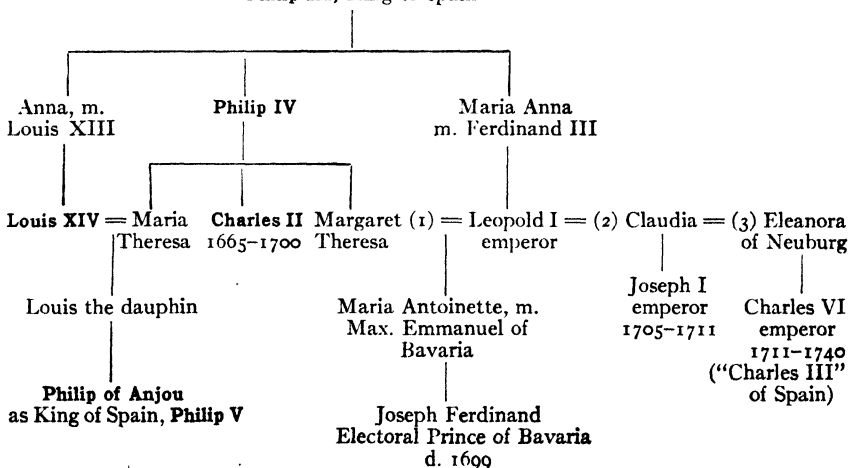 Anna, m.
Louis XIII
Philip IV
Maria Anna
m. Ferdinand III
Louis XIV = Maria
Theresa
Charles II
1665–1700
Margaret (1) = Leopold I = (2) Claudia = (3) Eleanora
Theresa
emperor
of Neuburg
Louis the dauphin
Maria Antoinette, m.
Max. Emmanuel of
Bavaria
Joseph I
emperor
1705–1711
Charles VI
emperor
1711–1740
("Charles III"
of Spain)
Philip of Anjou
as King of Spain, Philip V
Joseph Ferdinand
Electoral Prince of Bavaria
d. 1699